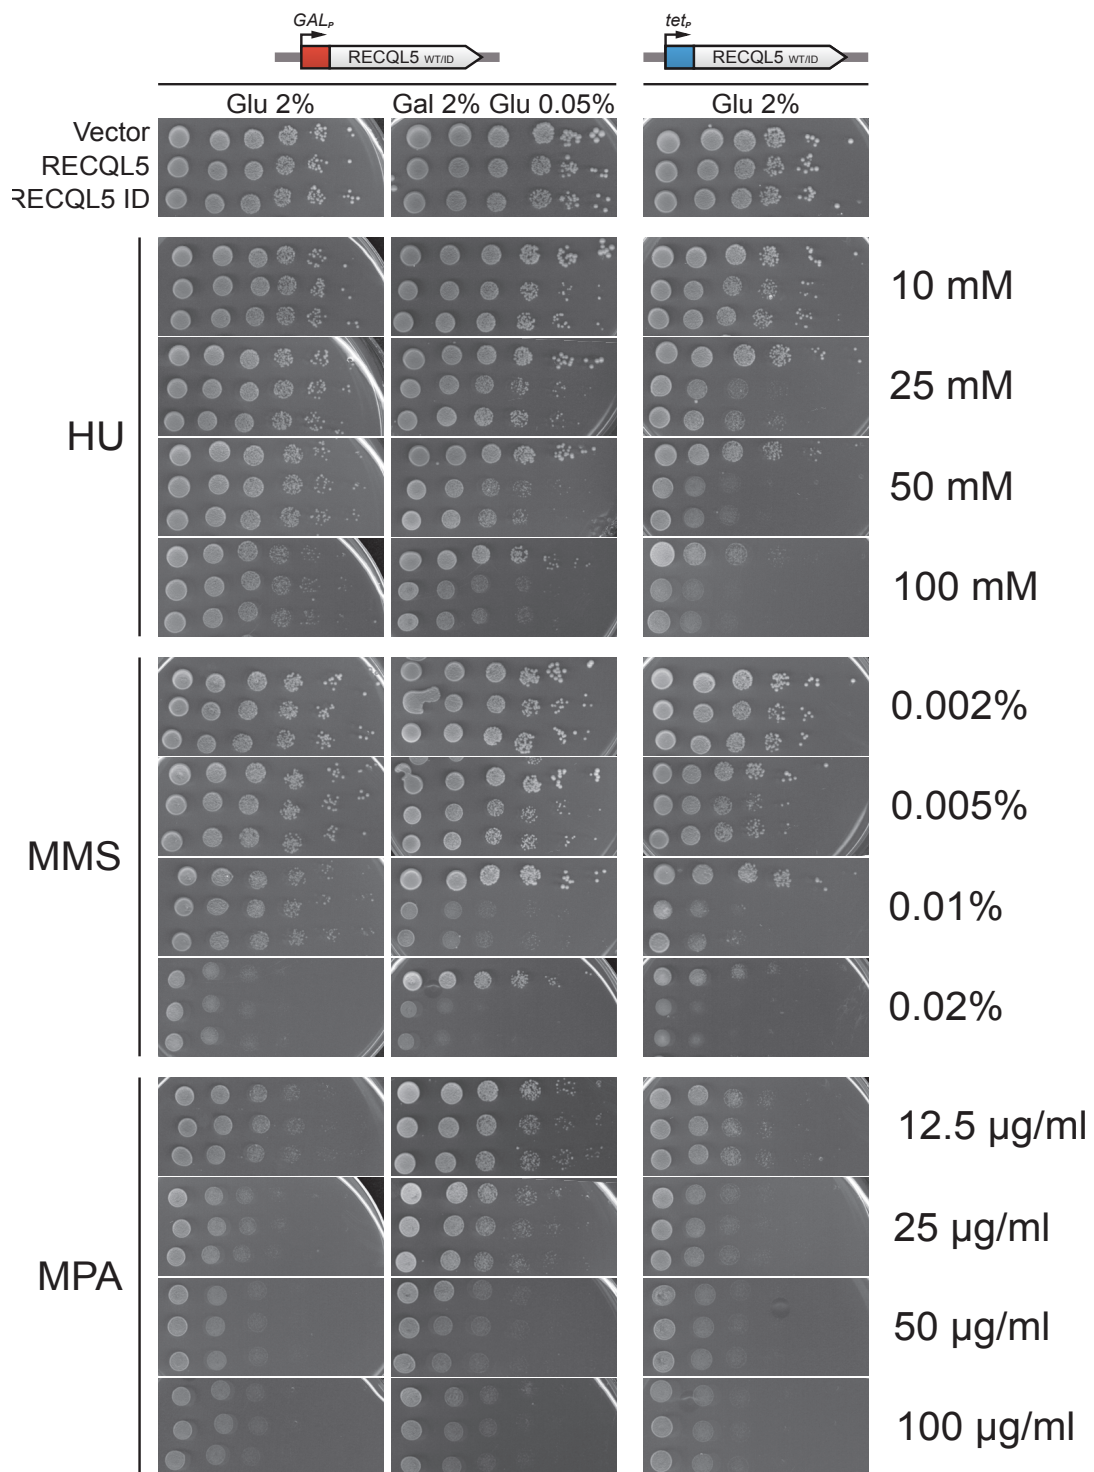 GALP tetP
RECQL5 WT/ID RECQL5 WT/ID
Glu 2% Gal 2% Glu 0.05% Glu 2%
Vector
RECQL5
RECQL5 ID
HU
10 mM
25 mM
50 mM
100 mM
MMS
0.002%
0.005%
0.01%
0.02%
MPA
12.5 µg/ml
25 µg/ml
50 µg/ml
100 µg/ml